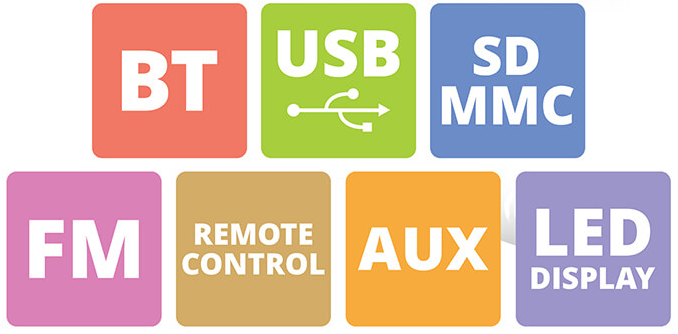 BT
USB
SD
MMC
FM
REMOTE
CONTROL
AUX
LED
DISPLAY